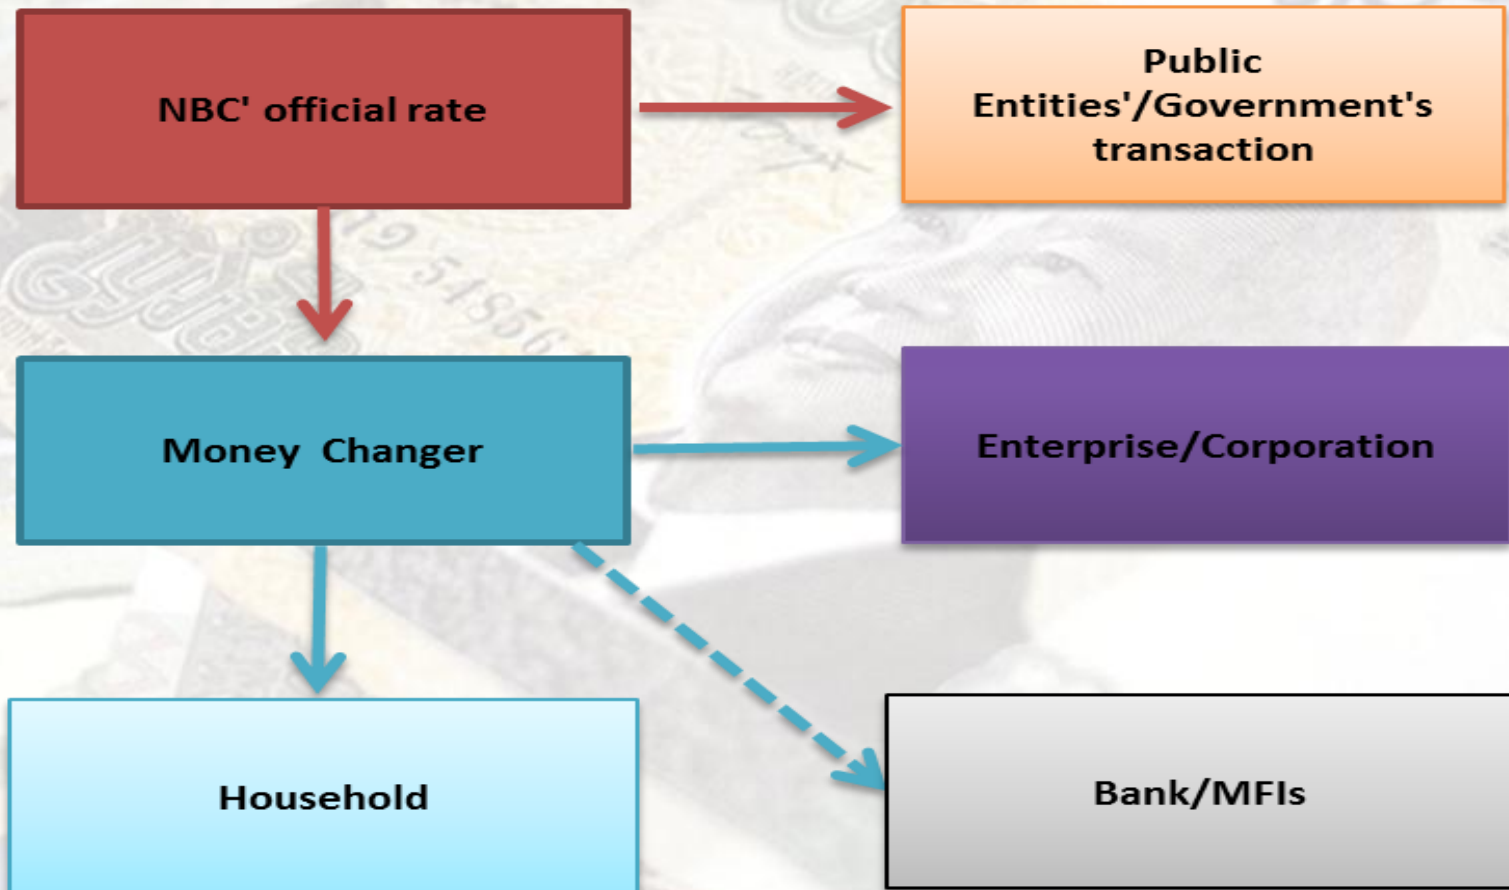 NBC' official rate
Public
Entities'/Government's
transaction
Money Changer
Enterprise/Corporation
Household
Bank/MFIs